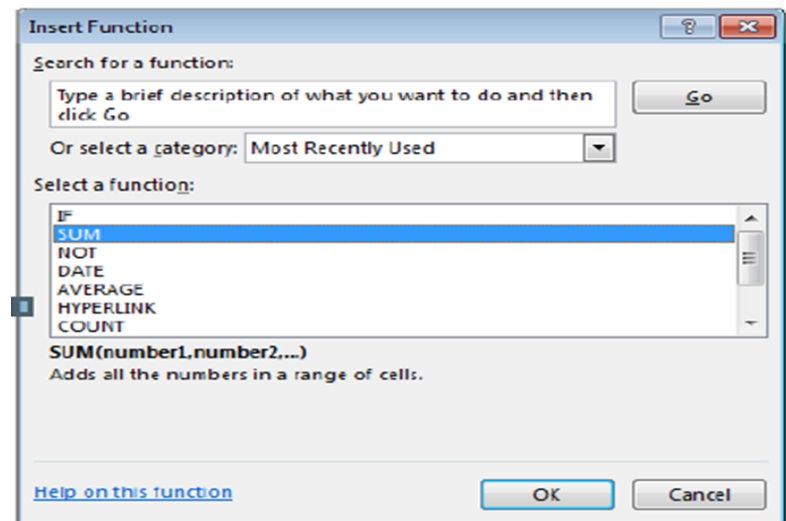 Insert Function
Search for a function:
Type a brief description of what you want to do and then
click Go
Go
Or select a category: Most Recently Used
Select a function:
IF
SUM
NOT
DATE
AVERAGE
HYPERLINK
COUNT
SUM(number1,number2,...)
Adds all the numbers in a range of cells.
Help on this function
OK
Cancel